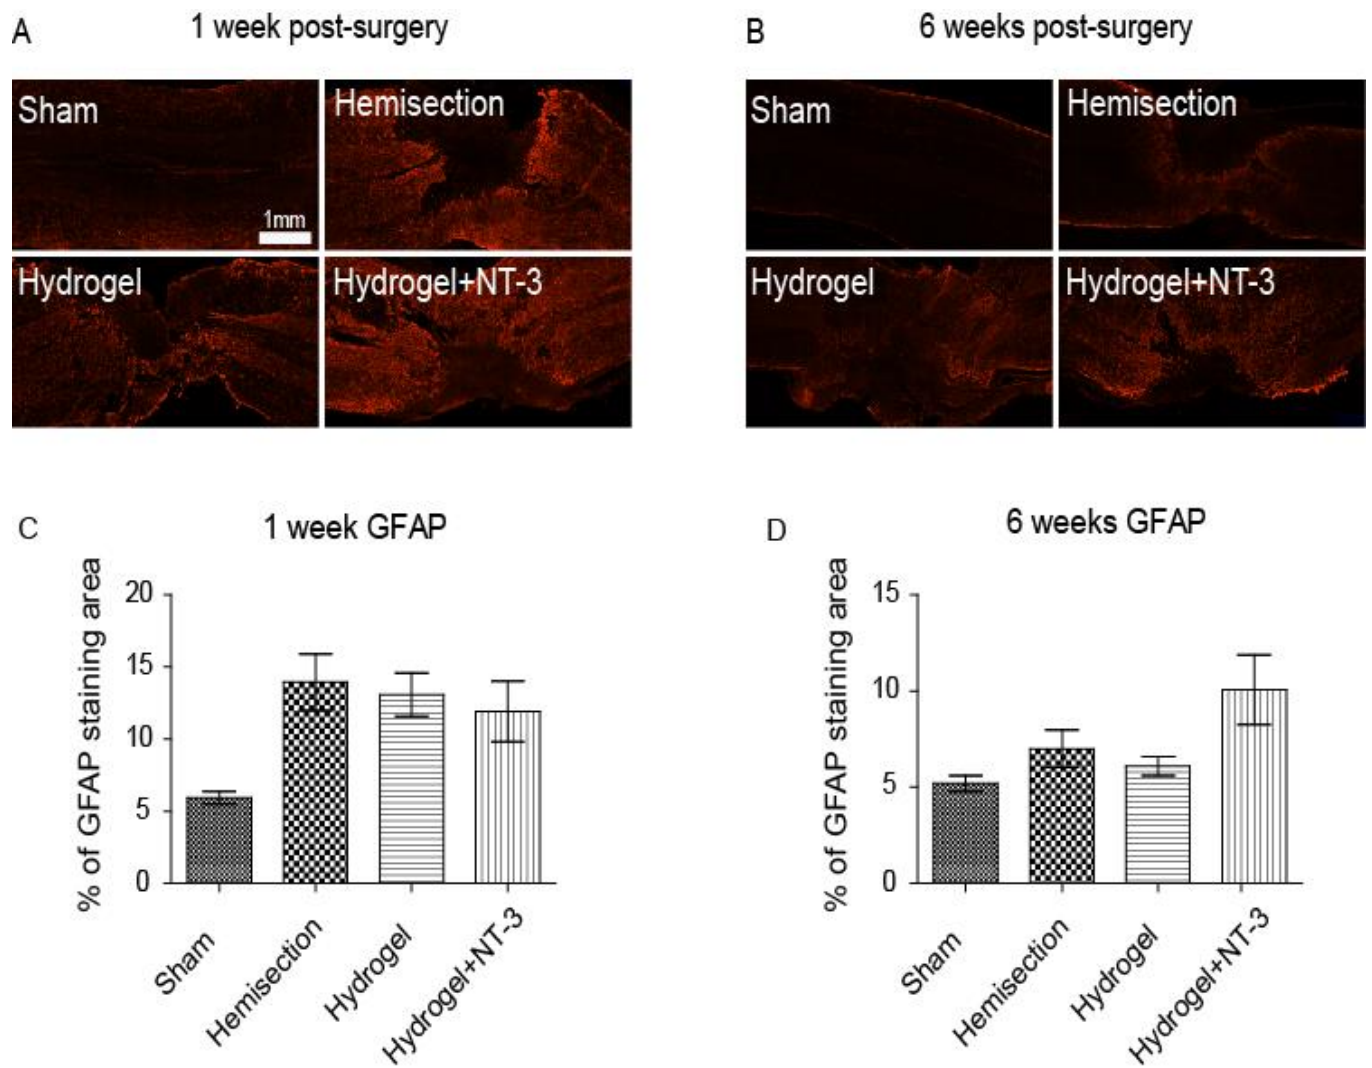 A 1 week post-surgery
B 6 weeks post-surgery
Sham
Hemisection
1mm
Hydrogel
Hydrogel+NT-3
Sham
Hemisection
Hydrogel
Hydrogel+NT-3
C 1 week GFAP
% of GFAP staining area
20
15
10
5
0
Sham
Hemisection
Hydrogel
Hydrogel+NT-3
D 6 weeks GFAP
% of GFAP staining area
15
10
5
0
Sham
Hemisection
Hydrogel
Hydrogel+NT-3